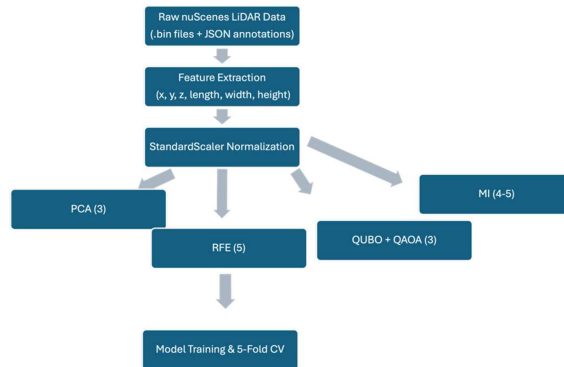 Raw nuScenes LiDAR Data
(.bin files + JSON annotations)
Feature Extraction
(x, y, z, length, width, height)
StandardScaler Normalization
PCA (3)
RFE (5)
QUBO + QAOA (3)
MI (4-5)
Model Training & 5-Fold CV